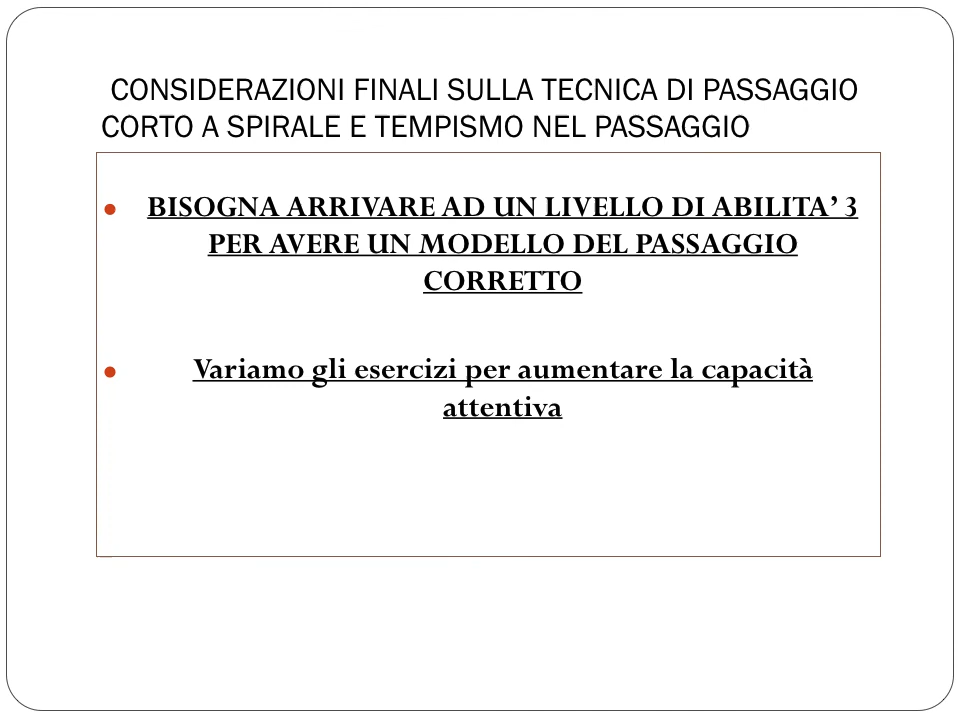 CONSIDERAZIONI FINALI SULLA TECNICA DI PASSAGGIO
CORTO A SPIRALE E TEMPISMO NEL PASSAGGIO
• BISOGNA ARRIVARE AD UN LIVELLO DI ABILITA’ 3
PER AVERE UN MODELLO DEL PASSAGGIO
CORRETTO
• Variamo gli esercizi per aumentare la capacità
attentiva